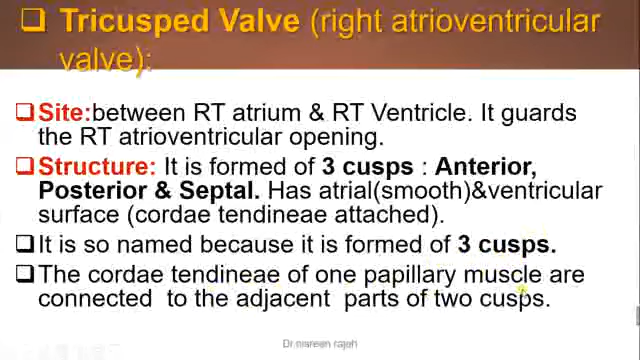 ❑ Tricusped Valve (right atrioventricular
valve):
❑Site:between RT atrium & RT Ventricle. It guards
the RT atrioventricular opening.
❑Structure: It is formed of 3 cusps : Anterior,
Posterior & Septal. Has atrial(smooth)&ventricular
surface (cordae tendineae attached).
❑It is so named because it is formed of 3 cusps.
❑The cordae tendineae of one papillary muscle are
connected to the adjacent parts of two cusps.
Dr.mareen rajeh